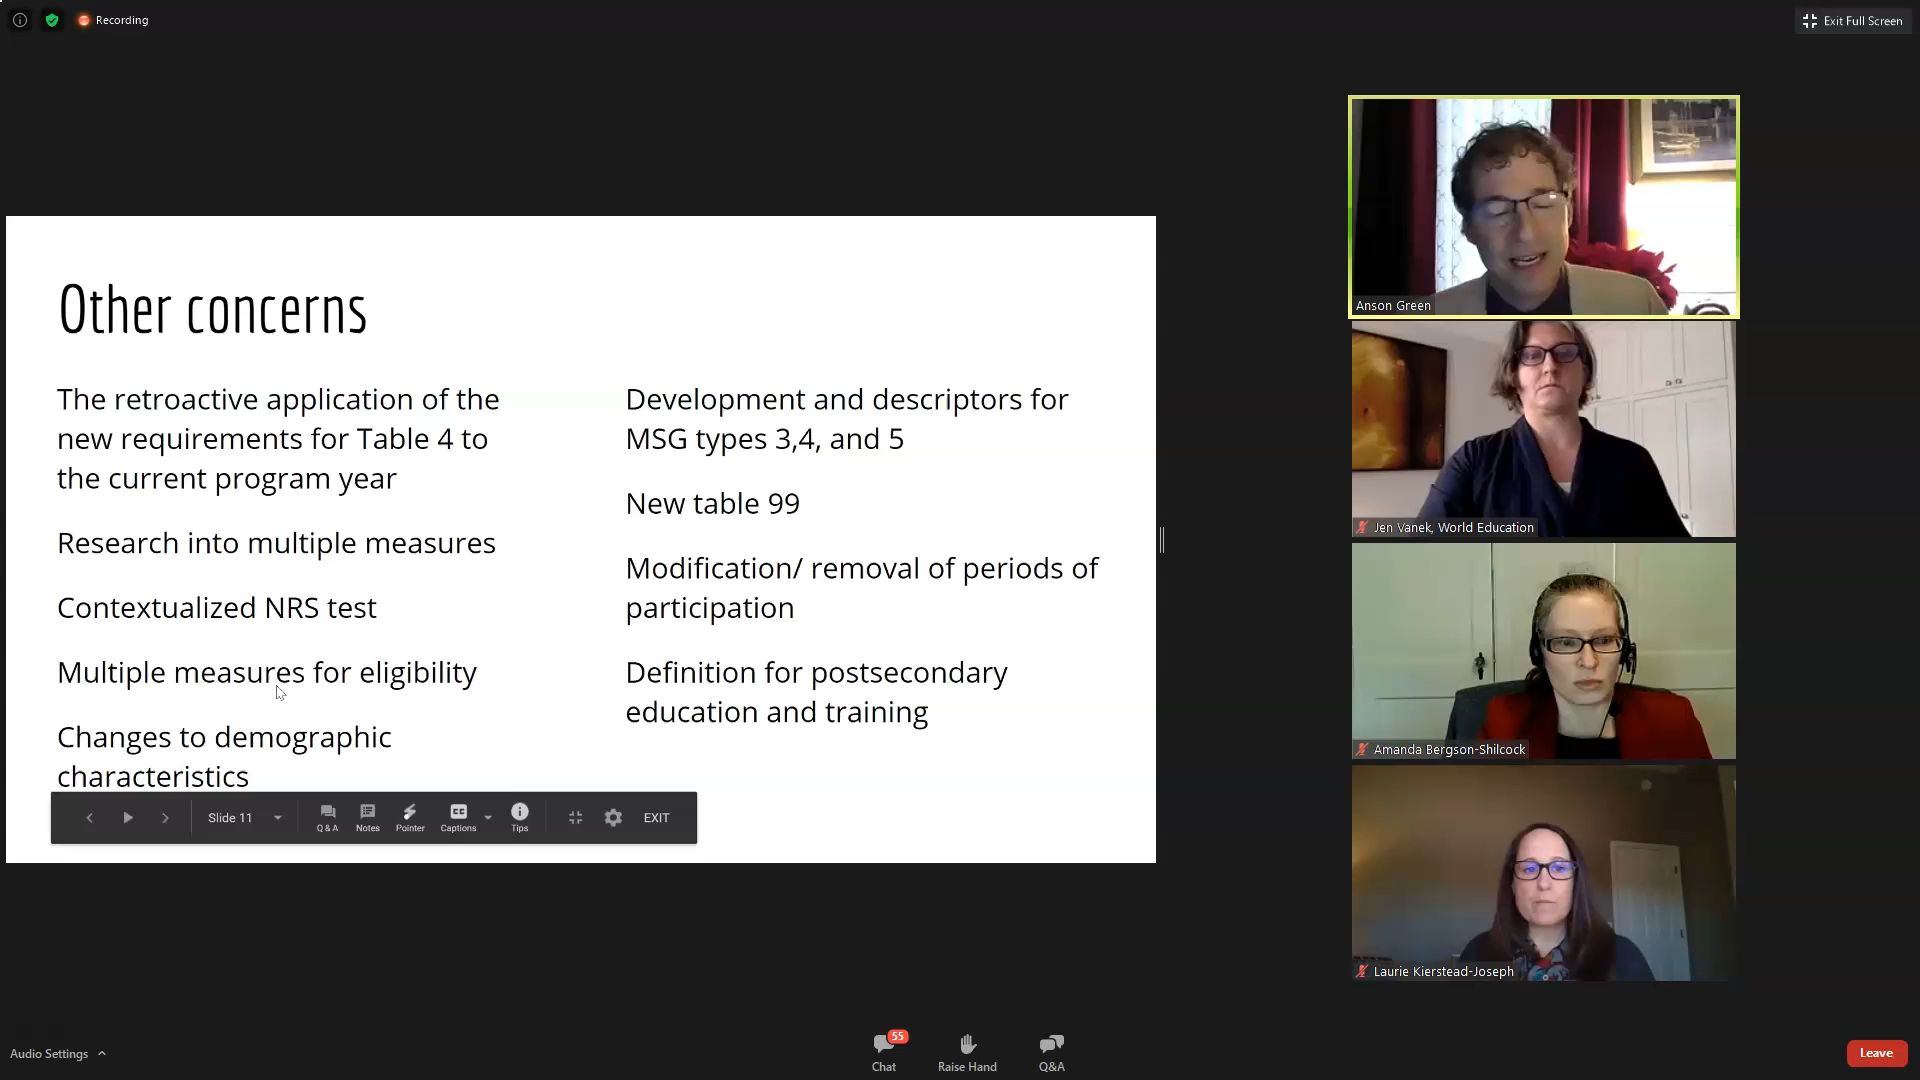 Recording
Exit Full Screen
Other concerns
The retroactive application of the
new requirements for Table 4 to
the current program year
Research into multiple measures
Contextualized NRS test
Multiple measures for eligibility
Changes to demographic
characteristics
Development and descriptors for
MSG types 3,4, and 5
New table 99
Modification/ removal of periods of
participation
Definition for postsecondary
education and training
Slide 11
Q & A
Notes
Pointer
CC
Captions
Tips
EXIT
Anson Green
Jen Vanek, World Education
Amanda Bergson-Shilcock
Laurie Kierstead-Joseph
Audio Settings
55
Chat
Raise Hand
Q&A
Leave